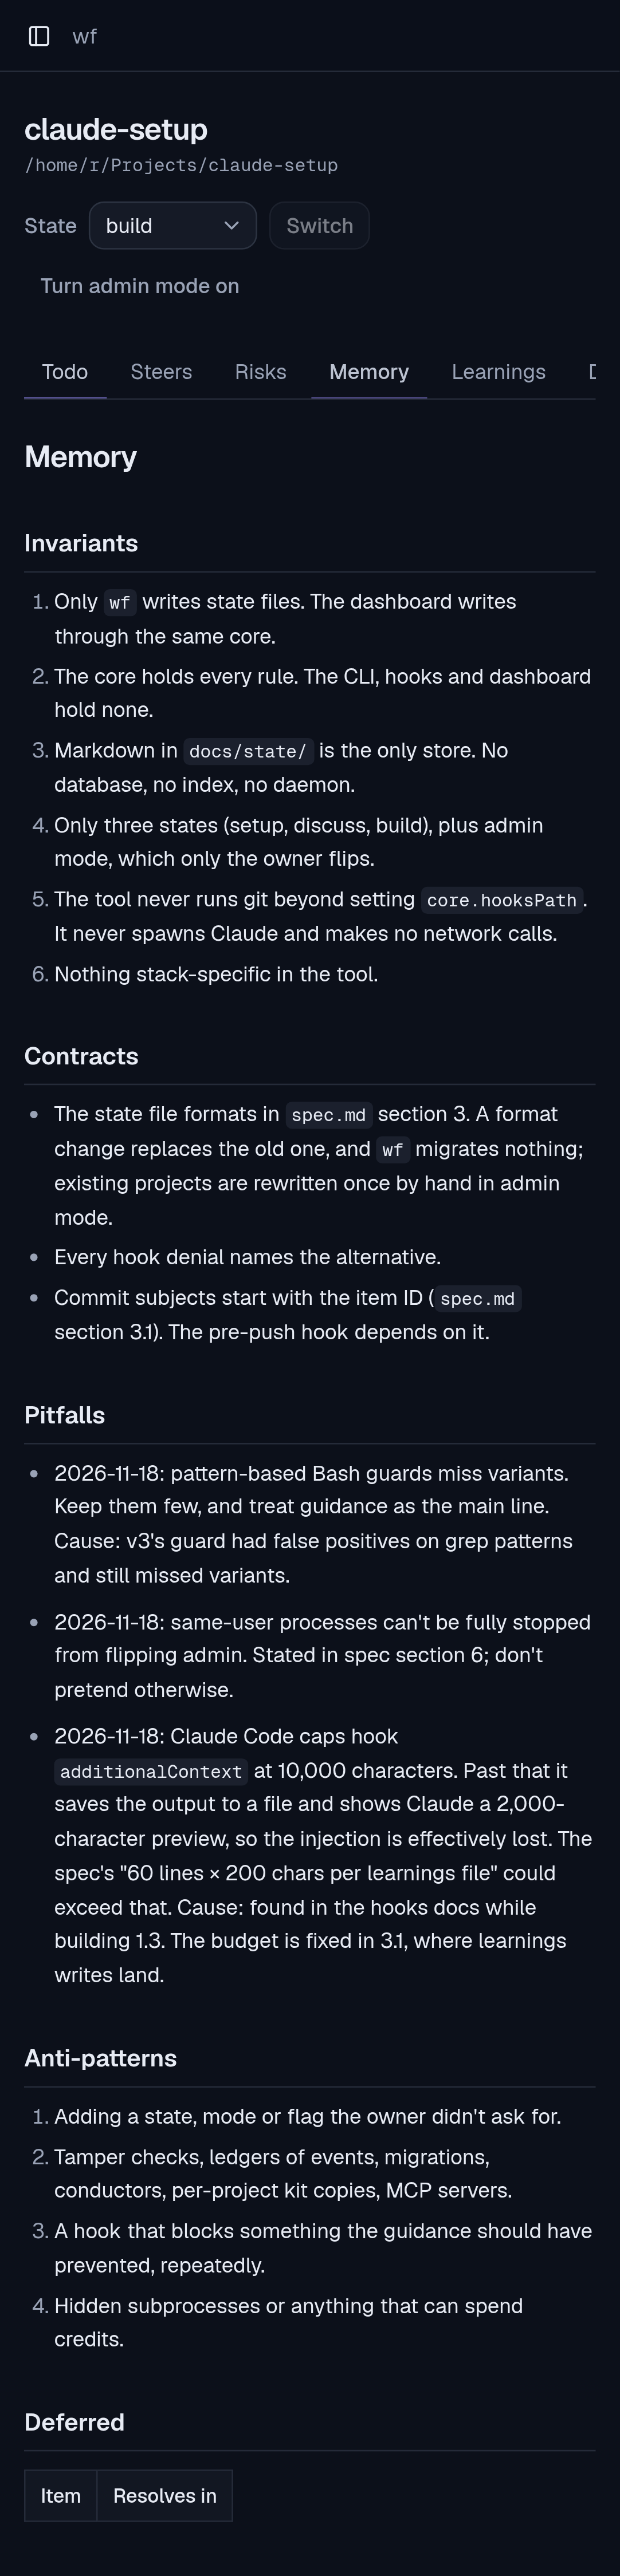 wf
claude-setup
/home/r/Projects/claude-setup
State build Switch
Turn admin mode on
Todo Steers Risks Memory Learnings
Memory
Invariants
1. Only wf writes state files. The dashboard writes
through the same core.
2. The core holds every rule. The CLI, hooks and dashboard
hold none.
3. Markdown in docs/state/ is the only store. No
database, no index, no daemon.
4. Only three states (setup, discuss, build), plus admin
mode, which only the owner flips.
5. The tool never runs git beyond setting core.hooksPath.
It never spawns Claude and makes no network calls.
6. Nothing stack-specific in the tool.
Contracts
• The state file formats in spec.md section 3. A format
change replaces the old one, and wf migrates nothing;
existing projects are rewritten once by hand in admin
mode.
• Every hook denial names the alternative.
• Commit subjects start with the item ID (spec.md
section 3.1). The pre-push hook depends on it.
Pitfalls
• 2026-11-18: pattern-based Bash guards miss variants.
Keep them few, and treat guidance as the main line.
Cause: v3's guard had false positives on grep patterns
and still missed variants.
• 2026-11-18: same-user processes can't be fully stopped
from flipping admin. Stated in spec section 6; don't
pretend otherwise.
• 2026-11-18: Claude Code caps hook
additionalContext at 10,000 characters. Past that it
saves the output to a file and shows Claude a 2,000-
character preview, so the injection is effectively lost. The
spec's "60 lines × 200 chars per learnings file" could
exceed that. Cause: found in the hooks docs while
building 1.3. The budget is fixed in 3.1, where learnings
writes land.
Anti-patterns
1. Adding a state, mode or flag the owner didn't ask for.
2. Tamper checks, ledgers of events, migrations,
conductors, per-project kit copies, MCP servers.
3. A hook that blocks something the guidance should have
prevented, repeatedly.
4. Hidden subprocesses or anything that can spend
credits.
Deferred
Item Resolves in